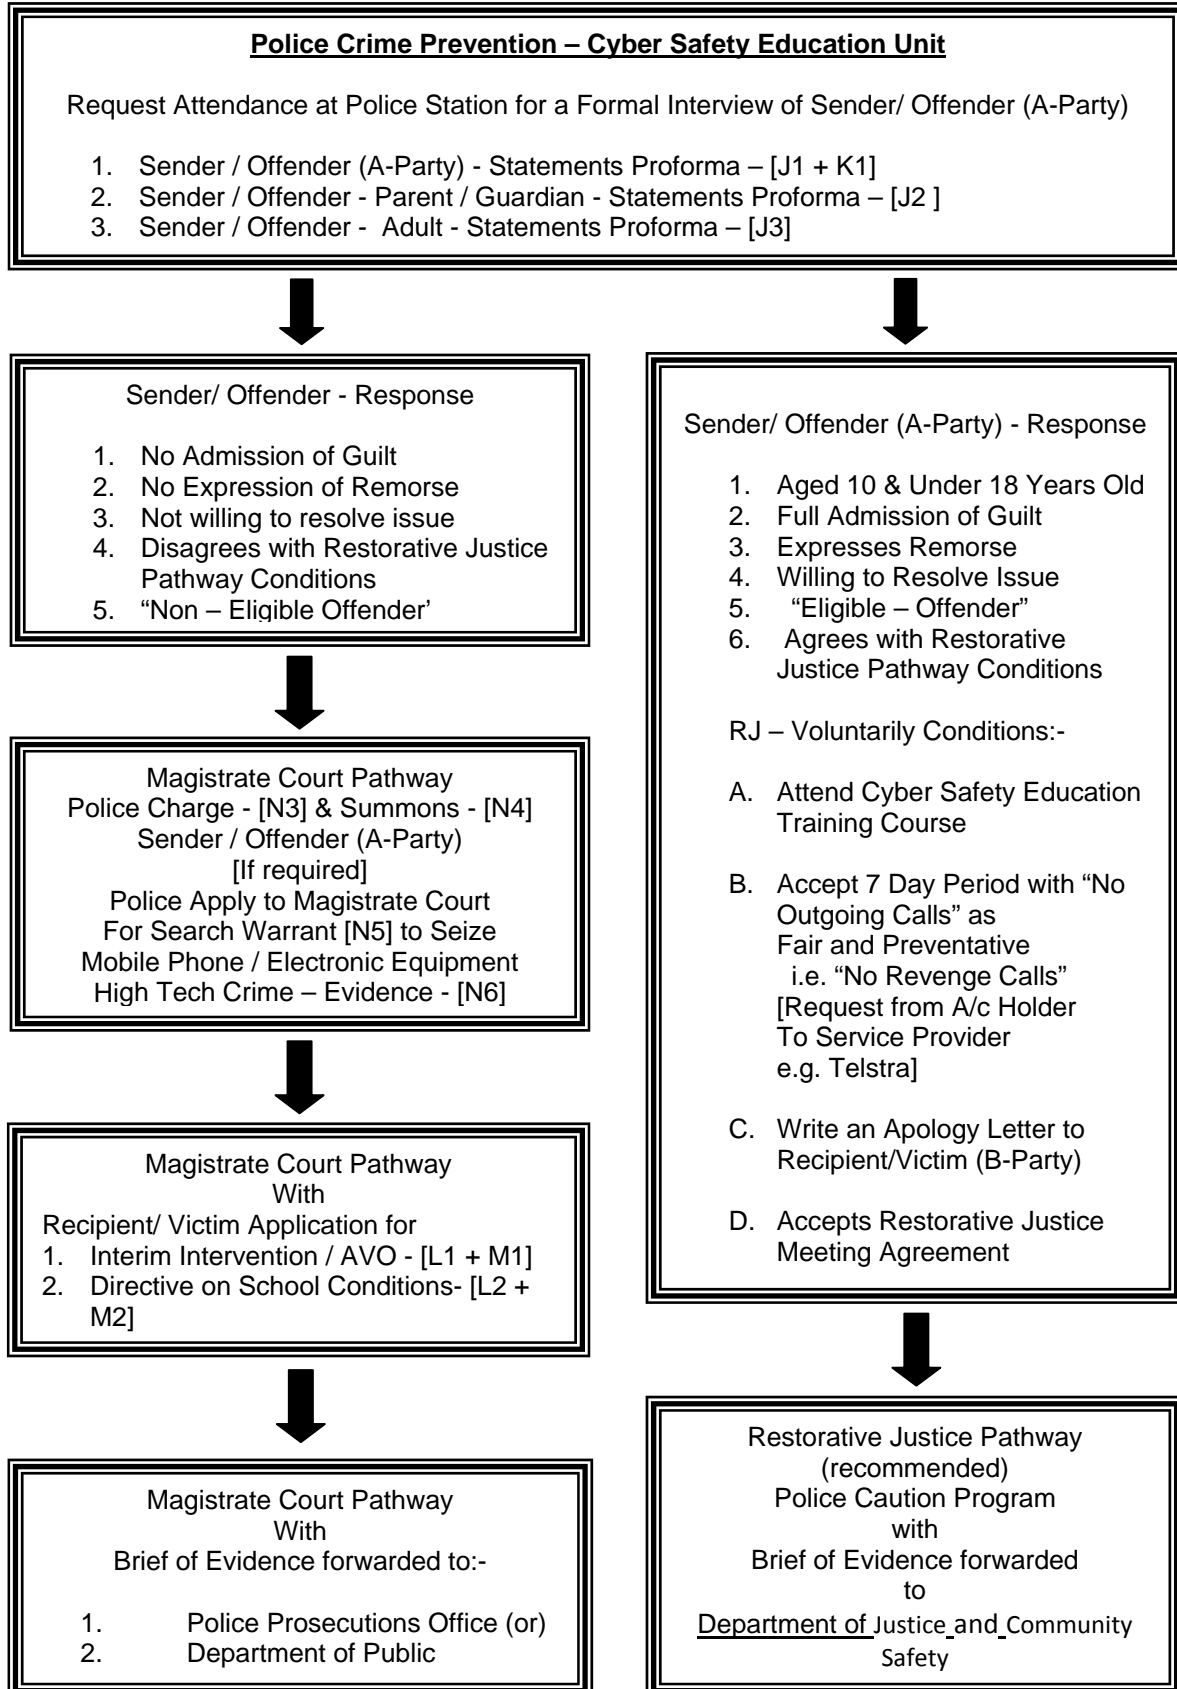 Police Crime Prevention – Cyber Safety Education Unit
Request Attendance at Police Station for a Formal Interview of Sender/ Offender (A-Party)
1. Sender / Offender (A-Party) - Statements Proforma – [J1 + K1]
2. Sender / Offender - Parent / Guardian - Statements Proforma – [J2 ]
3. Sender / Offender - Adult - Statements Proforma – [J3]
Sender/ Offender - Response
1. No Admission of Guilt
2. No Expression of Remorse
3. Not willing to resolve issue
4. Disagrees with Restorative Justice
Pathway Conditions
5. “Non – Eligible Offender’
Magistrate Court Pathway
Police Charge - [N3] & Summons - [N4]
Sender / Offender (A-Party)
[If required]
Police Apply to Magistrate Court
For Search Warrant [N5] to Seize
Mobile Phone / Electronic Equipment
High Tech Crime – Evidence - [N6]
Magistrate Court Pathway
With
Recipient/ Victim Application for
1. Interim Intervention / AVO - [L1 + M1]
2. Directive on School Conditions- [L2 +
M2]
Magistrate Court Pathway
With
Brief of Evidence forwarded to:-
1. Police Prosecutions Office (or)
2. Department of Public
Sender/ Offender (A-Party) - Response
1. Aged 10 & Under 18 Years Old
2. Full Admission of Guilt
3. Expresses Remorse
4. Willing to Resolve Issue
5. “Eligible – Offender”
6. Agrees with Restorative
Justice Pathway Conditions
RJ – Voluntarily Conditions:-
A. Attend Cyber Safety Education
Training Course
B. Accept 7 Day Period with “No
Outgoing Calls” as
Fair and Preventative
i.e. “No Revenge Calls”
[Request from A/c Holder
To Service Provider
e.g. Telstra]
C. Write an Apology Letter to
Recipient/Victim (B-Party)
D. Accepts Restorative Justice
Meeting Agreement
Restorative Justice Pathway
(recommended)
Police Caution Program
with
Brief of Evidence forwarded
to
Department of Justice and Community
Safety